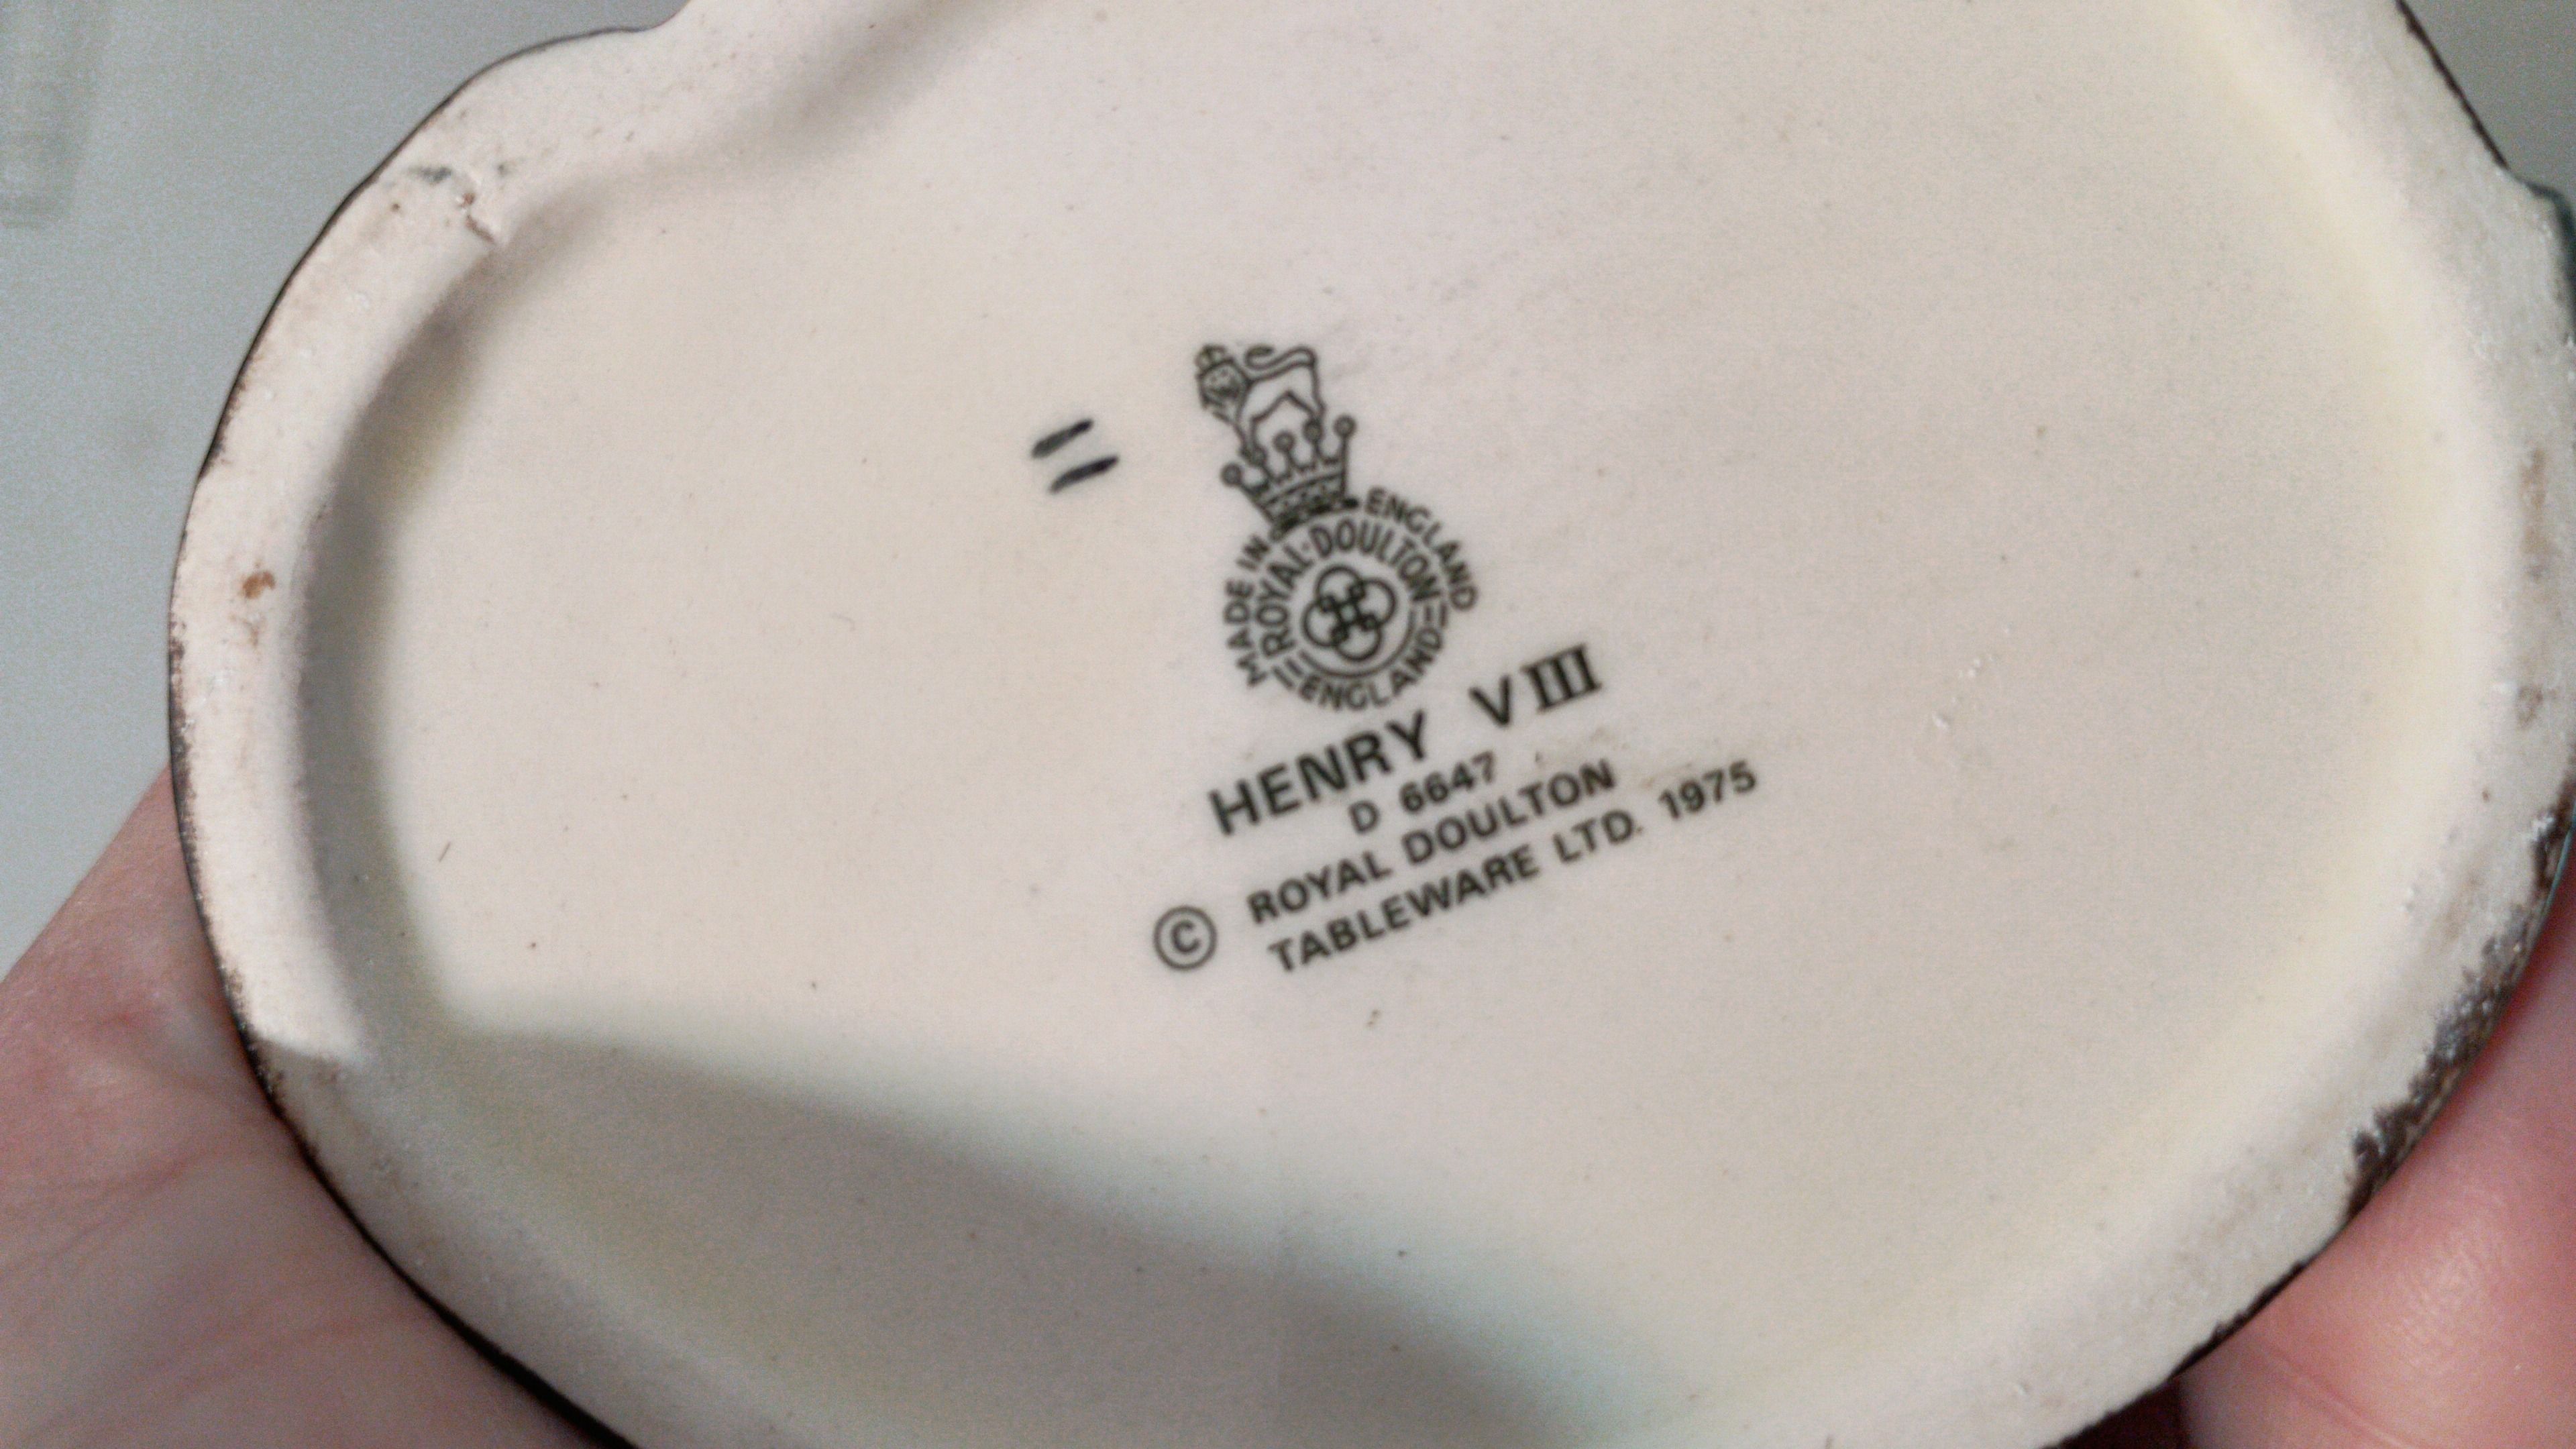 MADE IN ENGLAND
ROYAL·DOULTON
ENGLAND
HENRY VIII
D 6647
© ROYAL DOULTON
TABLEWARE LTD. 1975